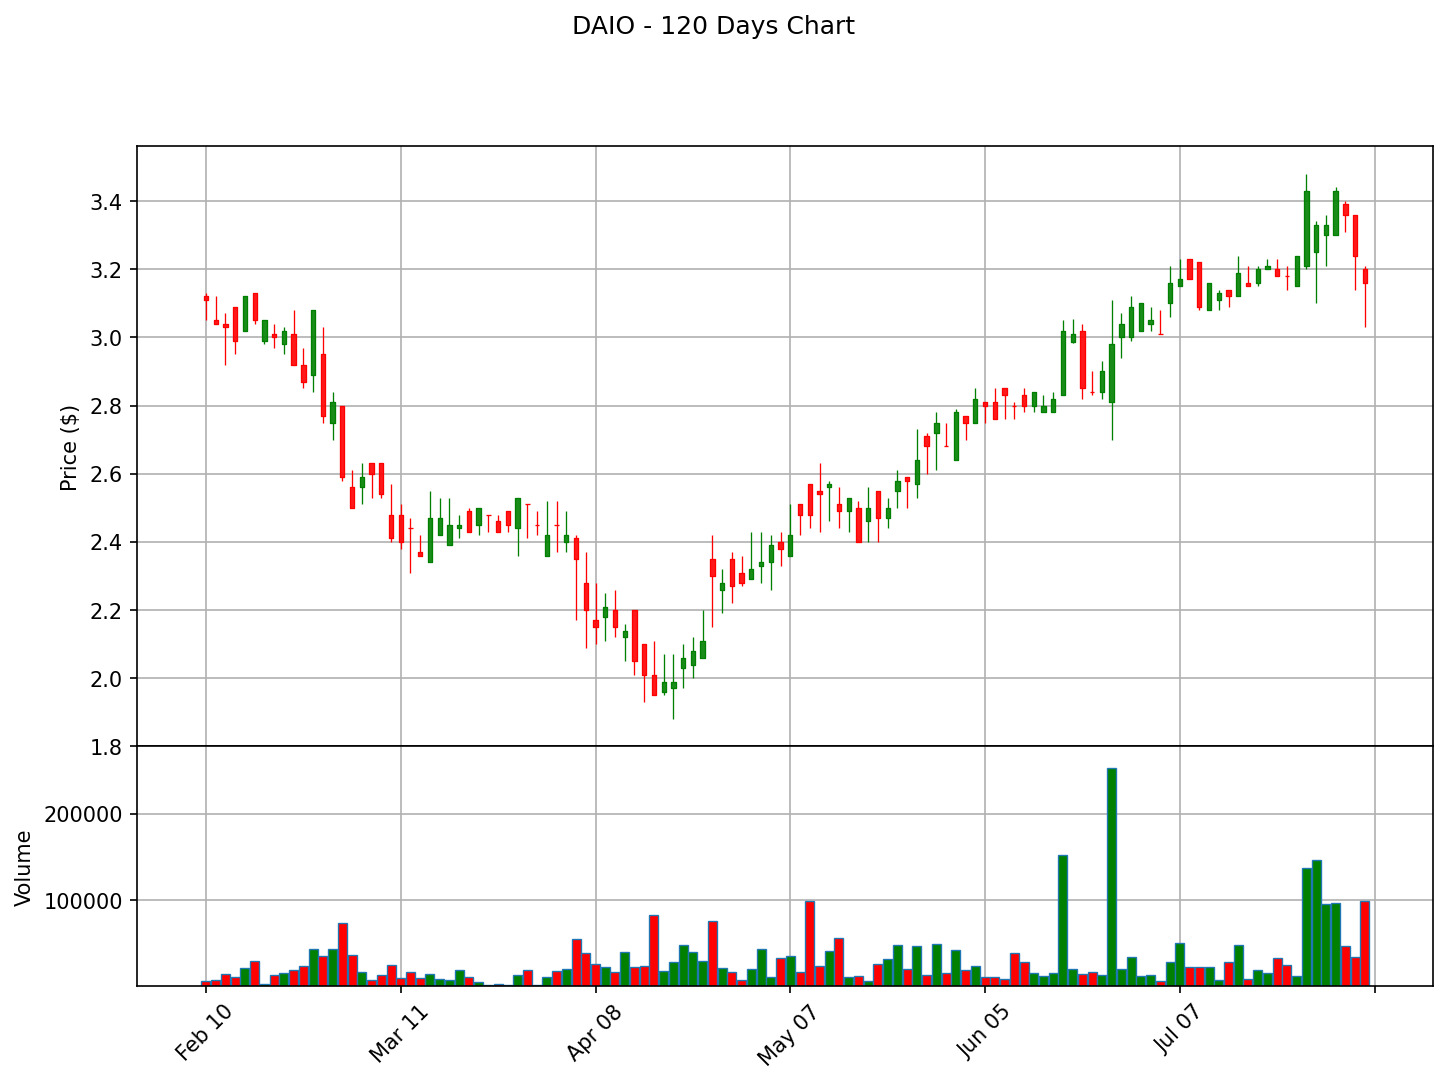 DAIO - 120 Days Chart
Price ($)
3.4
3.2
3.0
2.8
2.6
2.4
2.2
2.0
1.8
Volume
200000
100000
Feb 10
Mar 11
Apr 08
May 07
Jun 05
Jul 07